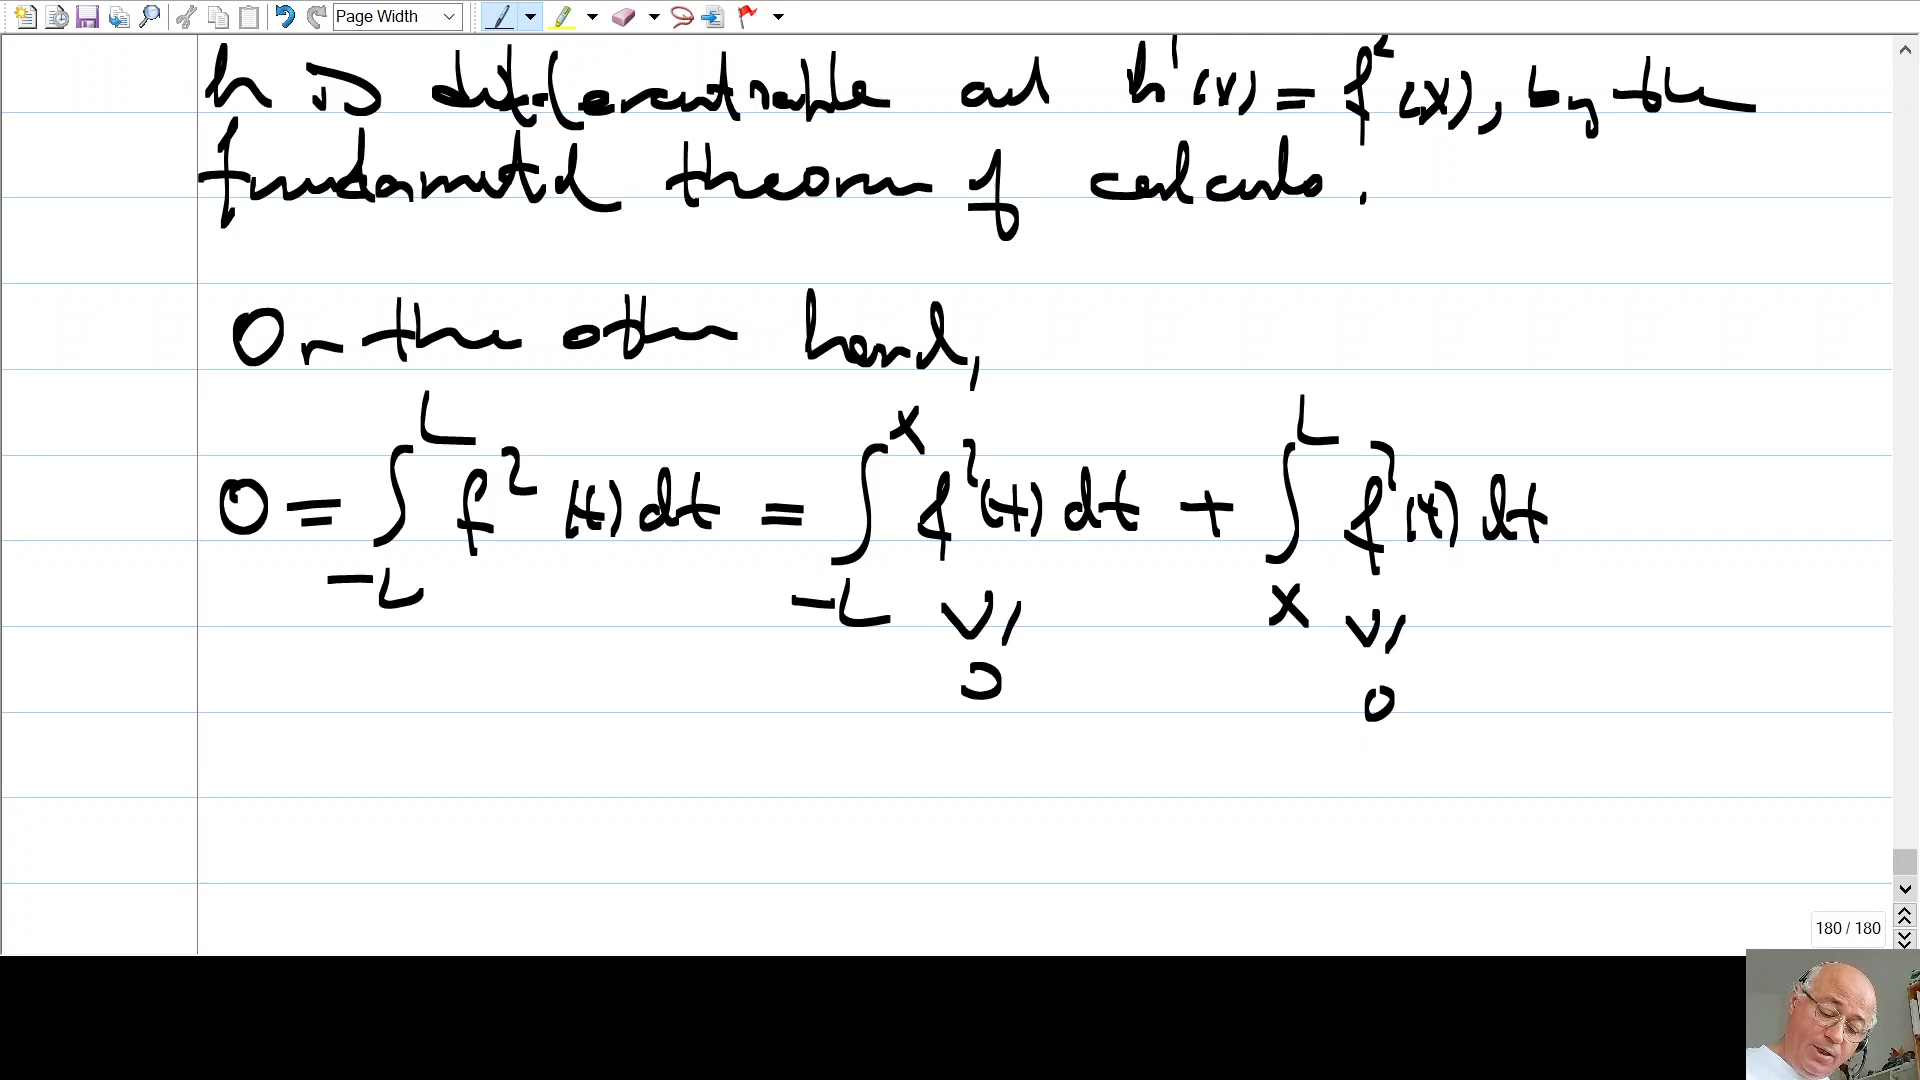 Page Width
h is differentiable and h'(x) = f²(x), by the
fundamental theorem of calculus.
On the other hand,
0 = ∫_{-L}^{L} f²(t) dt = ∫_{-L}^{x} f²(t) dt + ∫_{x}^{L} f²(t) dt
V/ V/
0 0
180 / 180